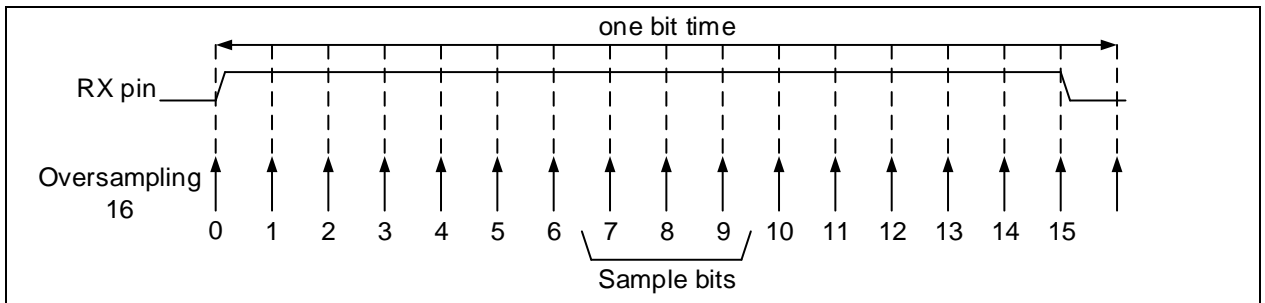 one bit time
RX pin
Oversampling
16
0 1 2 3 4 5 6 7 8 9 10 11 12 13 14 15
Sample bits